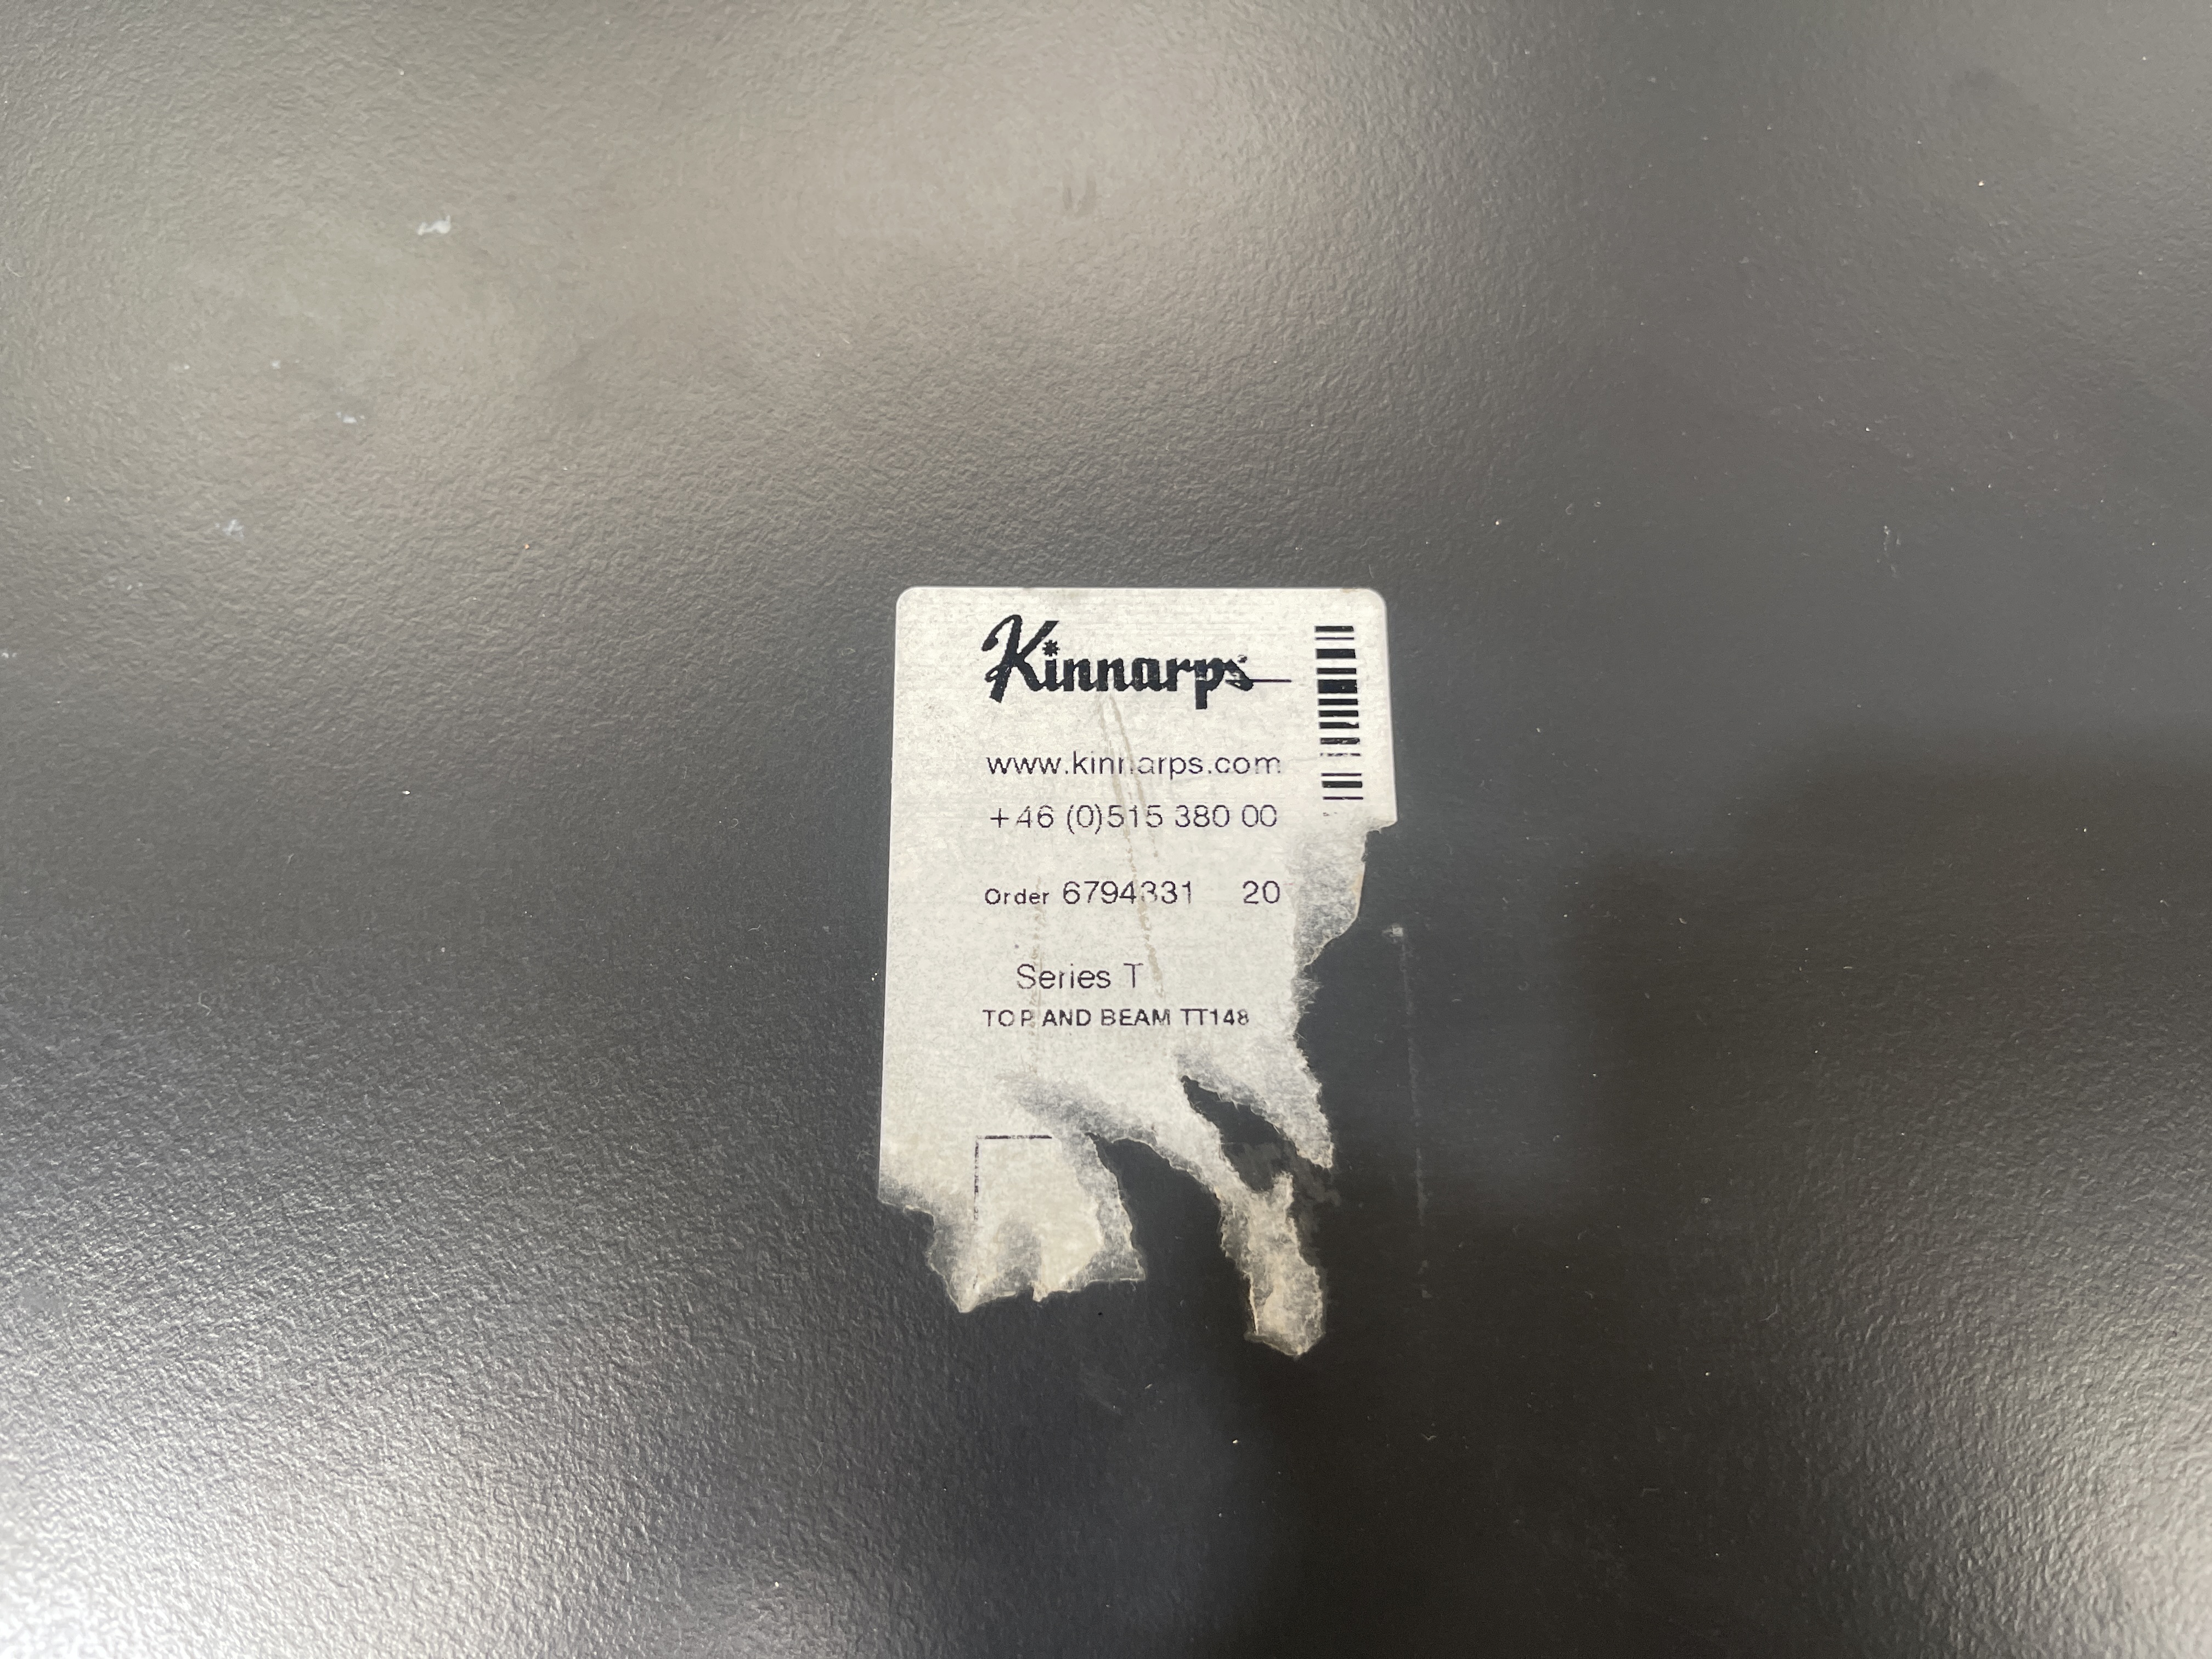 Kinnarps
www.kinnarps.com
+46 (0)515 380 00
Order 6794331 20
Series T
TOP AND BEAM TT148